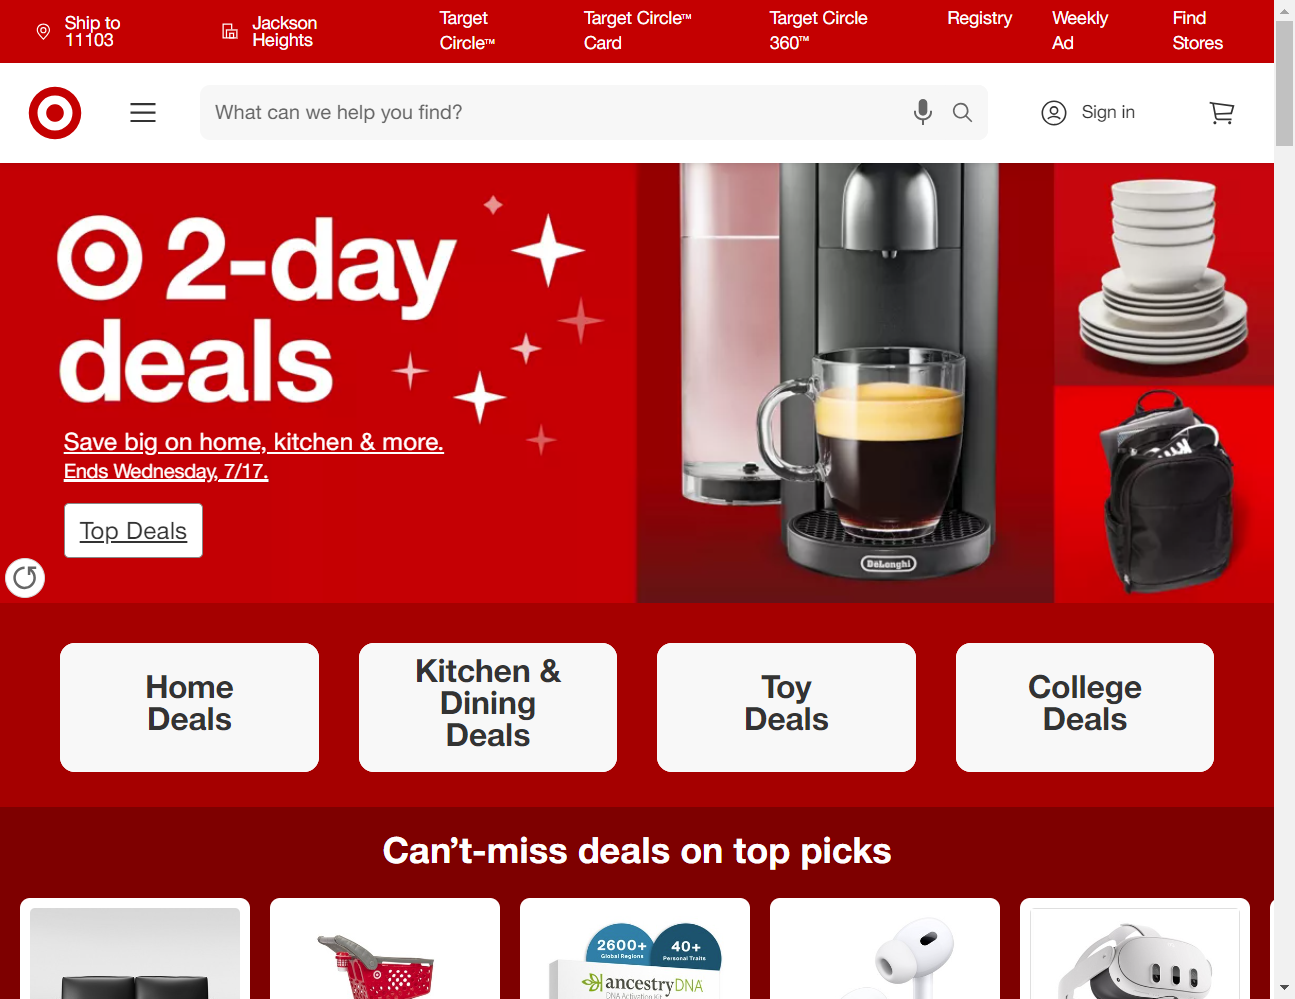 Ship to
11103
Jackson
Heights
Target
Circle™
Target Circle™
Card
Target Circle
360™
Registry
Weekly
Ad
Find
Stores
What can we help you find?
Sign in
2-day
deals
Save big on home, kitchen & more.
Ends Wednesday, 7/17.
Top Deals
DeLonghi
Home
Deals
Kitchen &
Dining
Deals
Toy
Deals
College
Deals
Can't-miss deals on top picks
2600+
Global Regions
40+
Personal Traits
ancestryDNA
DNA Activation Kit